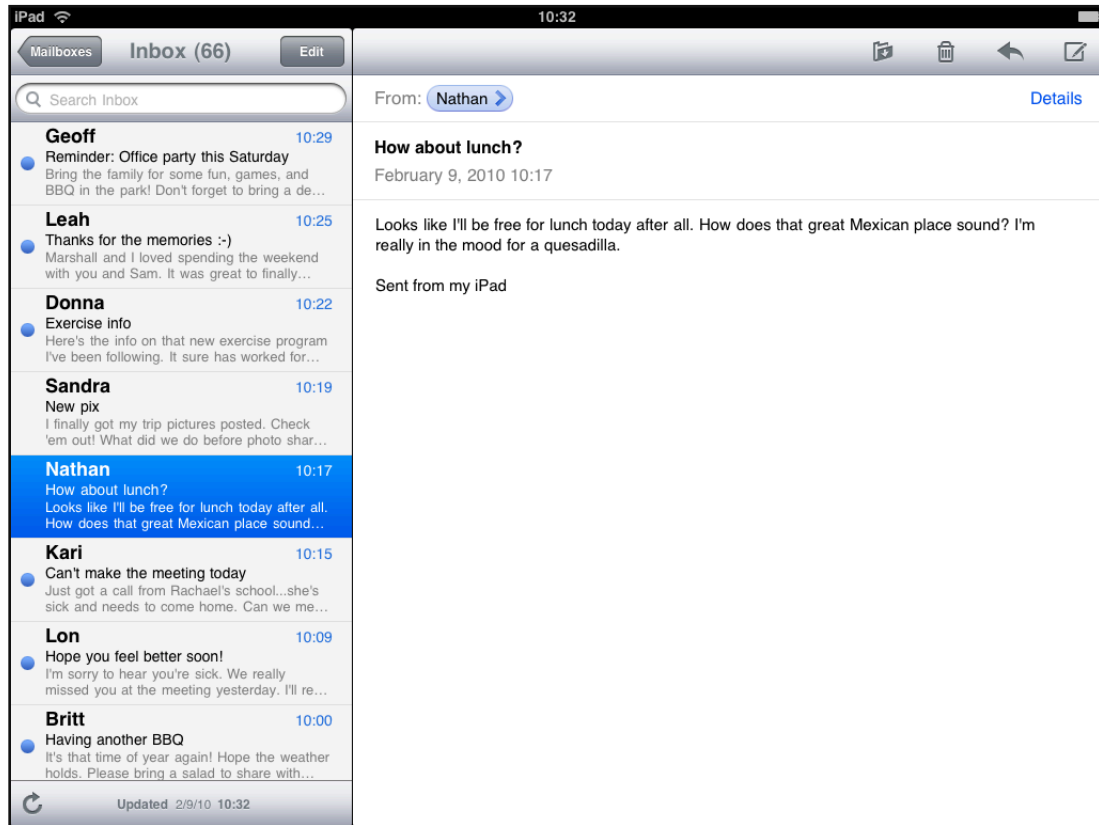 iPad
10:32
Mailboxes
Inbox (66)
Edit
Search Inbox
Geoff 10:29
Reminder: Office party this Saturday
Bring the family for some fun, games, and
BBQ in the park! Don't forget to bring a de…
Leah 10:25
Thanks for the memories :-)
Marshall and I loved spending the weekend
with you and Sam. It was great to finally…
Donna 10:22
Exercise info
Here's the info on that new exercise program
I've been following. It sure has worked for…
Sandra 10:19
New pix
I finally got my trip pictures posted. Check
'em out! What did we do before photo shar…
Nathan 10:17
How about lunch?
Looks like I'll be free for lunch today after all.
How does that great Mexican place sound…
Kari 10:15
Can't make the meeting today
Just got a call from Rachael's school...she's
sick and needs to come home. Can we me…
Lon 10:09
Hope you feel better soon!
I'm sorry to hear you're sick. We really
missed you at the meeting yesterday. I'll re…
Britt 10:00
Having another BBQ
It's that time of year again! Hope the weather
holds. Please bring a salad to share with…
Updated 2/9/10 10:32
From: Nathan
Details
How about lunch?
February 9, 2010 10:17
Looks like I'll be free for lunch today after all. How does that great Mexican place sound? I'm
really in the mood for a quesadilla.
Sent from my iPad